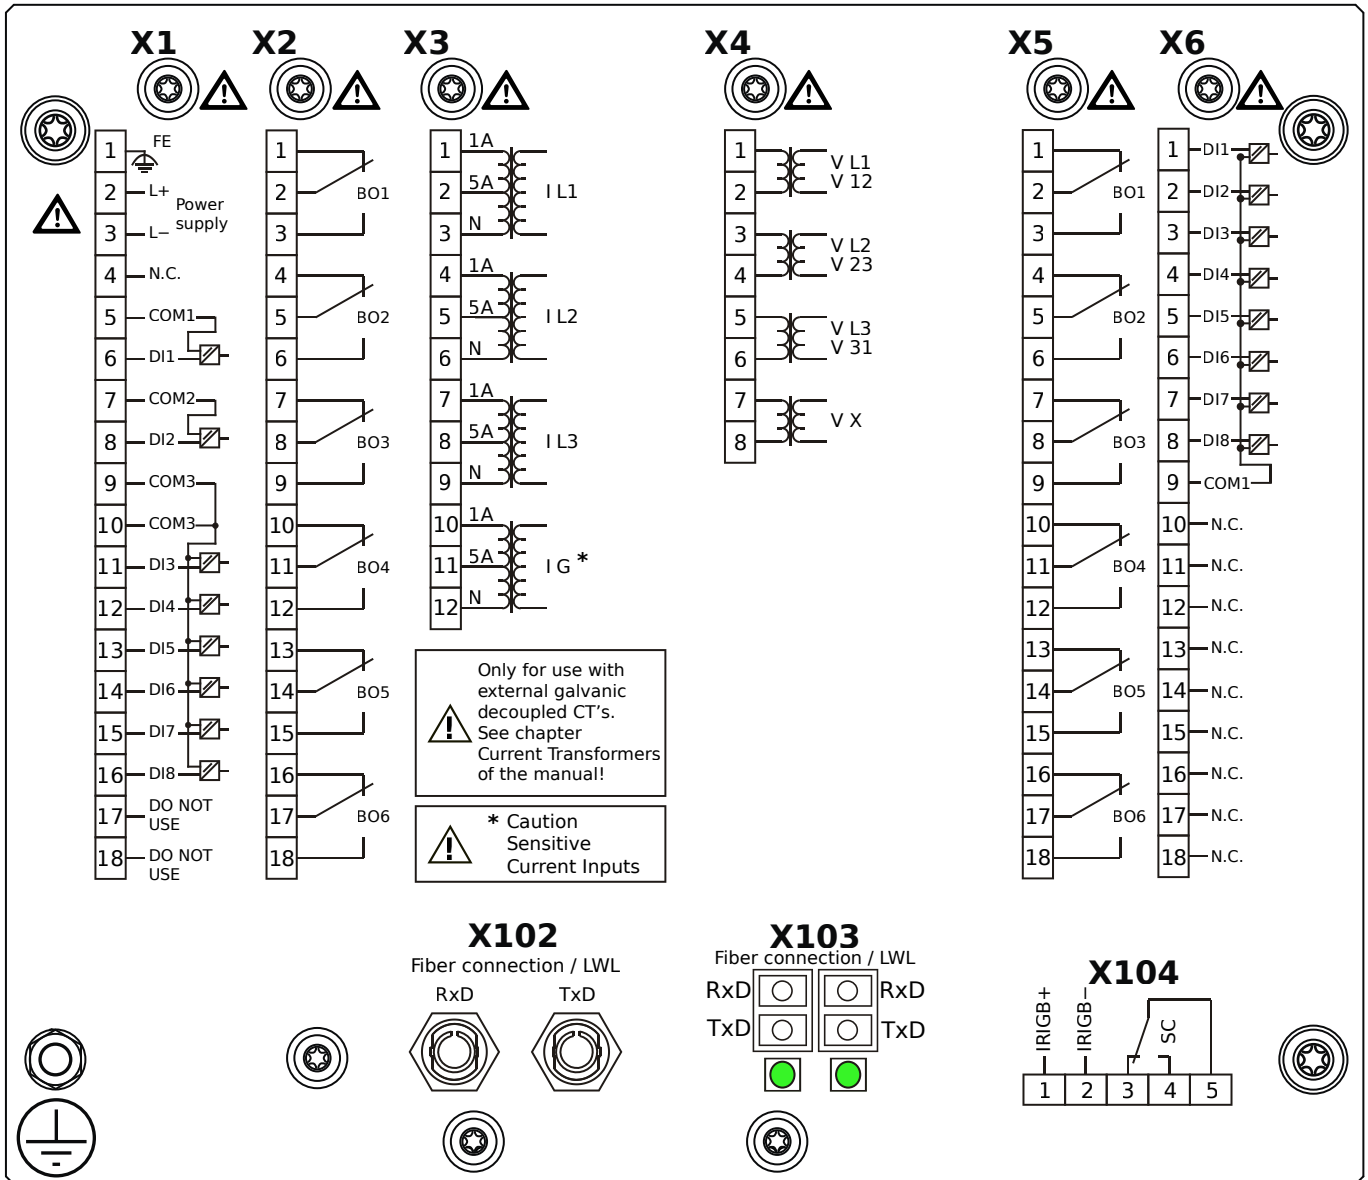 X1 X2 X3 X4 X5 X6
1 FE
2 L+
Power
supply
3 L−
4 N.C.
5 COM1
6 DI1
7 COM2
8 DI2
9 COM3
10 COM3
11 DI3
12 DI4
13 DI5
14 DI6
15 DI7
16 DI8
17 DO NOT
USE
18 DO NOT
USE
1
2 BO1
3
4
5 BO2
6
7
8 BO3
9
10
11 BO4
12
13
14 BO5
15
16
17 BO6
18
1 1A
2 5A I L1
3 N
4 1A
5 5A I L2
6 N
7 1A
8 5A I L3
9 N
10 1A
11 5A I G *
12 N
Only for use with
external galvanic
decoupled CT's.
See chapter
Current Transformers
of the manual!
* Caution
Sensitive
Current Inputs
1 V L1
2 V 12
3 V L2
4 V 23
5 V L3
6 V 31
7 V X
8
1
2 BO1
3
4
5 BO2
6
7
8 BO3
9
10
11 BO4
12
13
14 BO5
15
16
17 BO6
18
1 DI1
2 DI2
3 DI3
4 DI4
5 DI5
6 DI6
7 DI7
8 DI8
9 COM1
10 N.C.
11 N.C.
12 N.C.
13 N.C.
14 N.C.
15 N.C.
16 N.C.
17 N.C.
18 N.C.
X102
Fiber connection / LWL
RxD TxD
X103
Fiber connection / LWL
RxD RxD
TxD TxD
X104
IRIGB+ IRIGB− SC
1 2 3 4 5